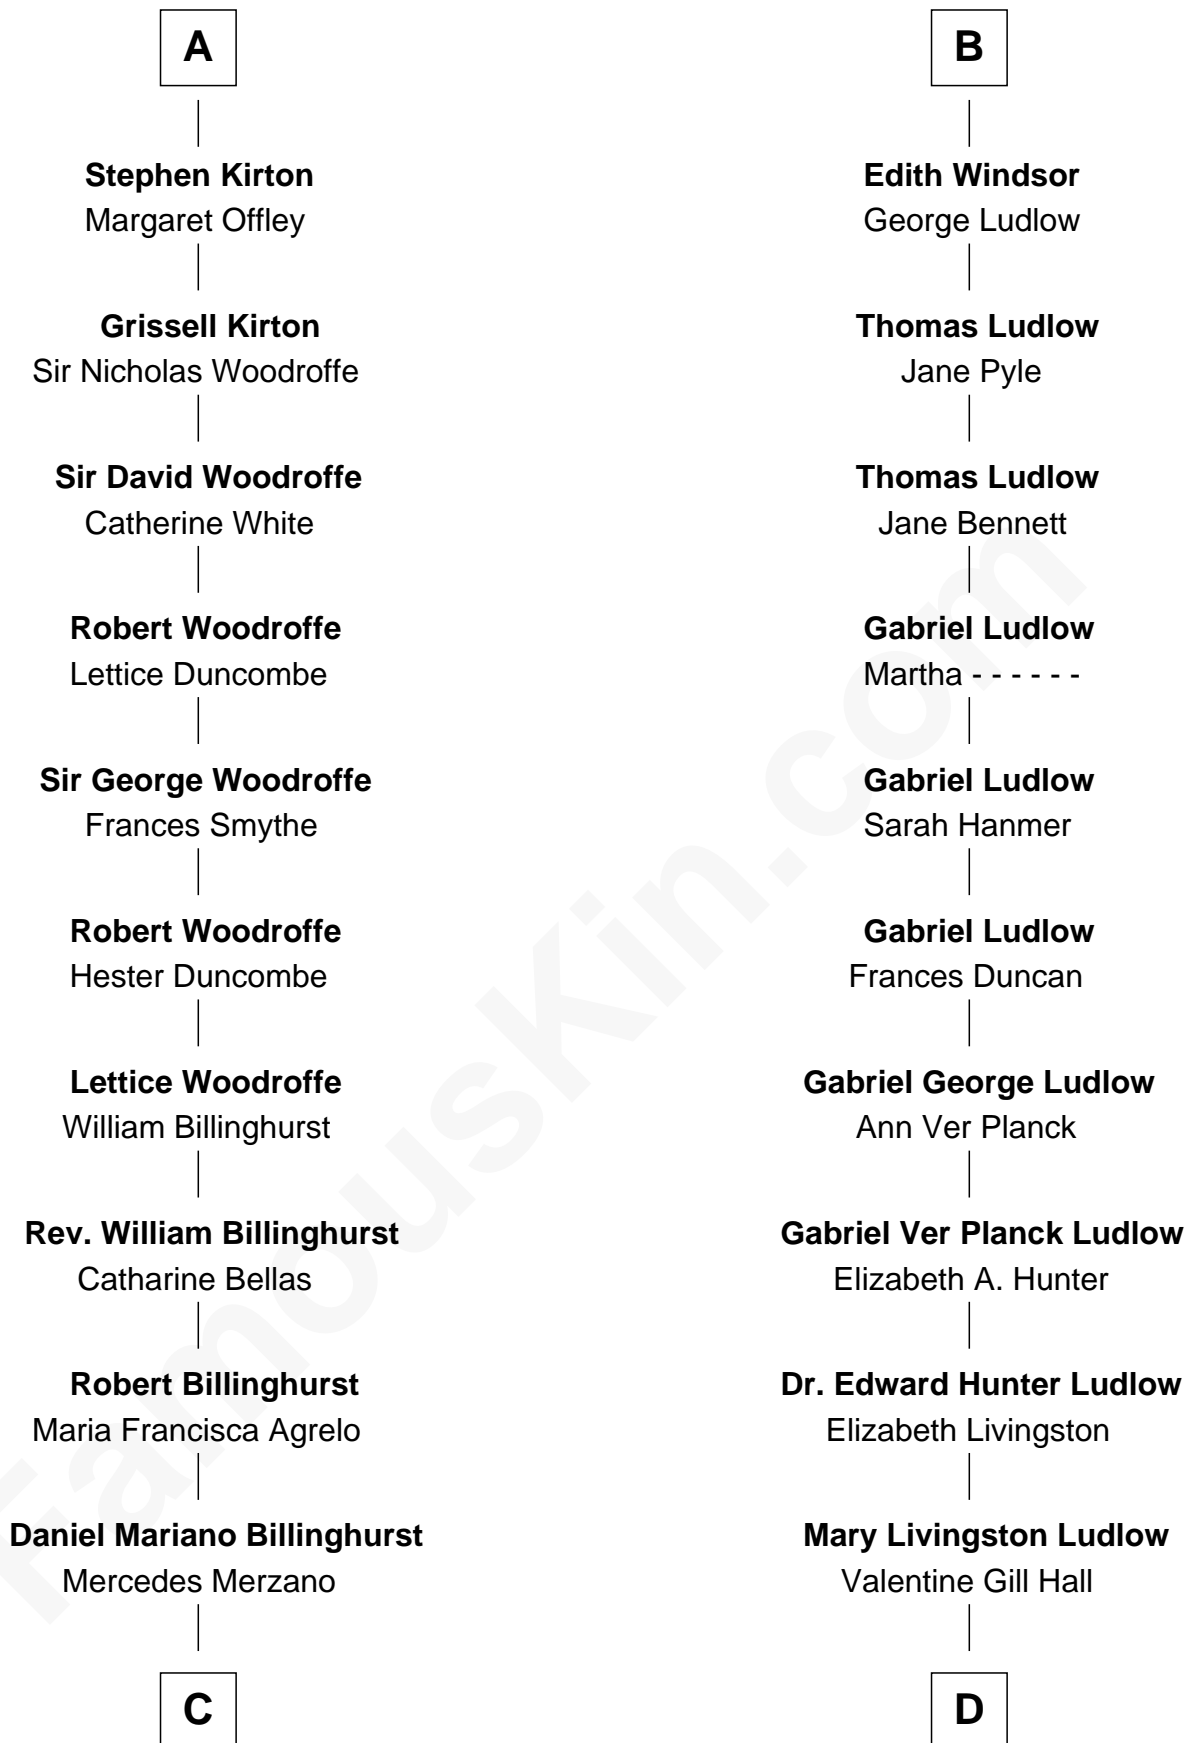 A
Stephen Kirton
Margaret Offley
Grissell Kirton
Sir Nicholas Woodroffe
Sir David Woodroffe
Catherine White
Robert Woodroffe
Lettice Duncombe
Sir George Woodroffe
Frances Smythe
Robert Woodroffe
Hester Duncombe
Lettice Woodroffe
William Billinghurst
Rev. William Billinghurst
Catharine Bellas
Robert Billinghurst
Maria Francisca Agrelo
Daniel Mariano Billinghurst
Mercedes Merzano
C
B
Edith Windsor
George Ludlow
Thomas Ludlow
Jane Pyle
Thomas Ludlow
Jane Bennett
Gabriel Ludlow
Martha - - - - - -
Gabriel Ludlow
Sarah Hanmer
Gabriel Ludlow
Frances Duncan
Gabriel George Ludlow
Ann Ver Planck
Gabriel Ver Planck Ludlow
Elizabeth A. Hunter
Dr. Edward Hunter Ludlow
Elizabeth Livingston
Mary Livingston Ludlow
Valentine Gill Hall
D
FamousKin.com